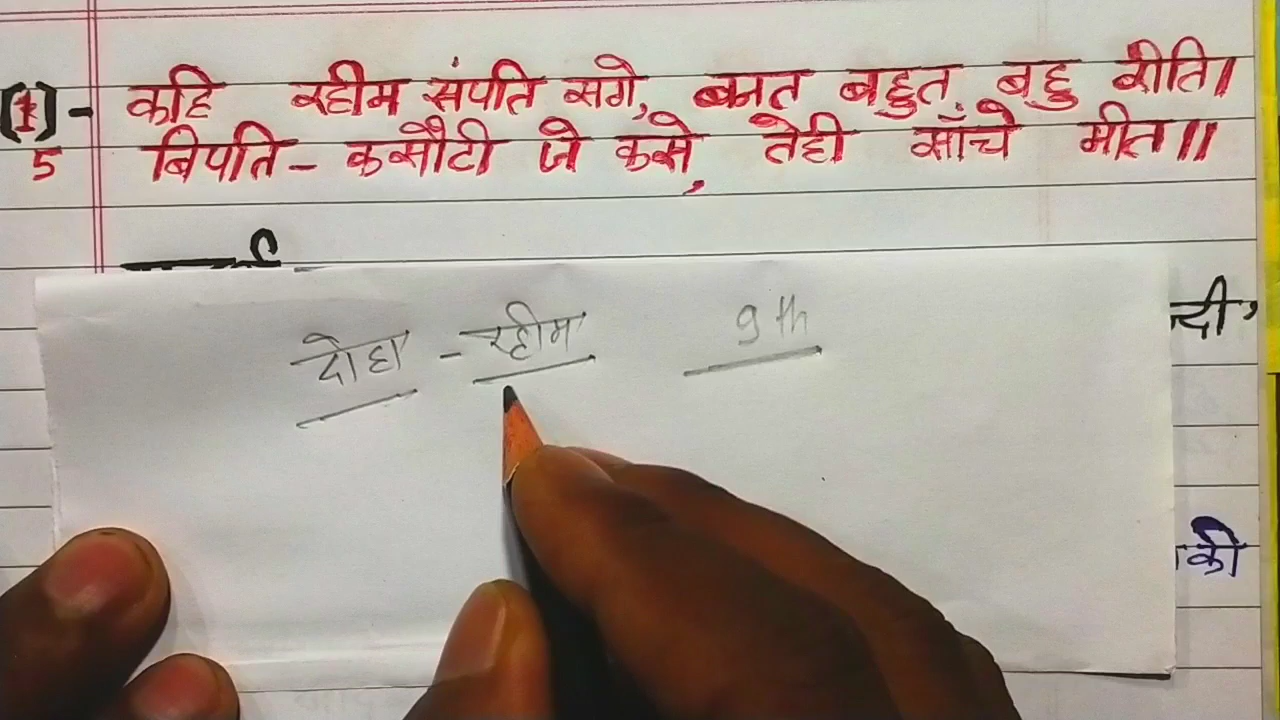 [1] - कहि रहीम संपति सगे, बनत बहुत, बहु रीति।
5 बिपति - कसौटी जे कसे, तेही साँचे मीत॥
दोहा - रहीम 9th
दी,
की